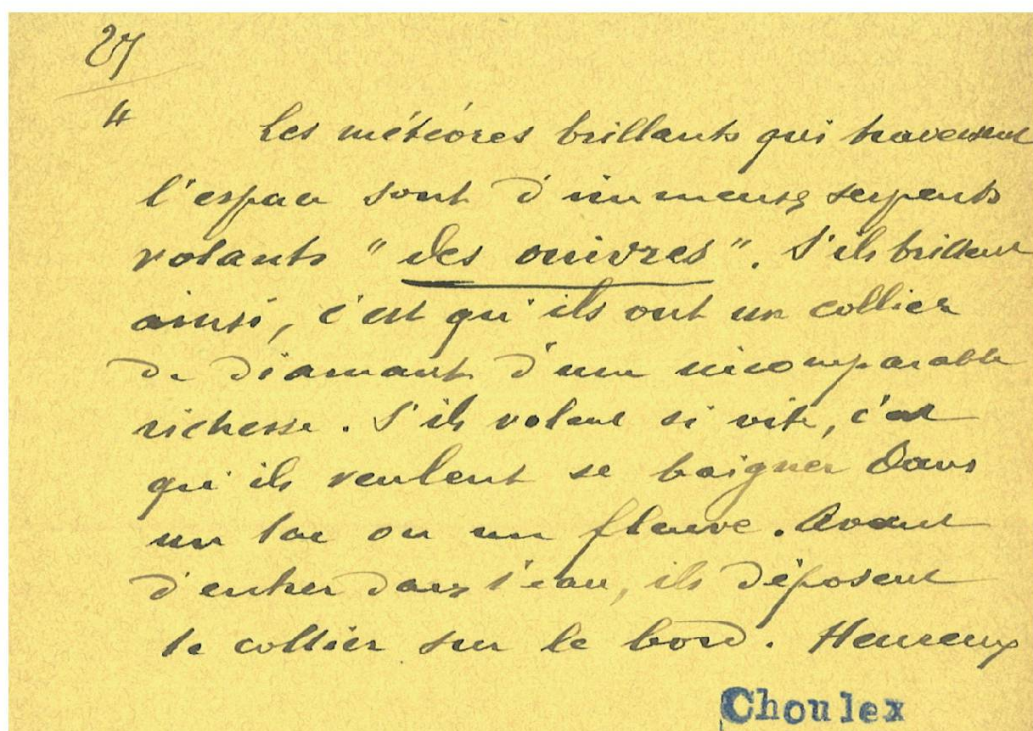 27
4 Les météores brillants qui traversent
l'espace sont d'immenses serpents
volants " des ouivres ". S'ils brillent
ainsi, c'est qu'ils ont un collier
de diamant d'une incomparable
richesse. S'ils volent si vite, c'est
qu'ils veulent se baigner dans
un lac ou un fleuve. Avant
d'entrer dans l'eau, ils déposent
le collier sur le bord. Heureux
Choulex